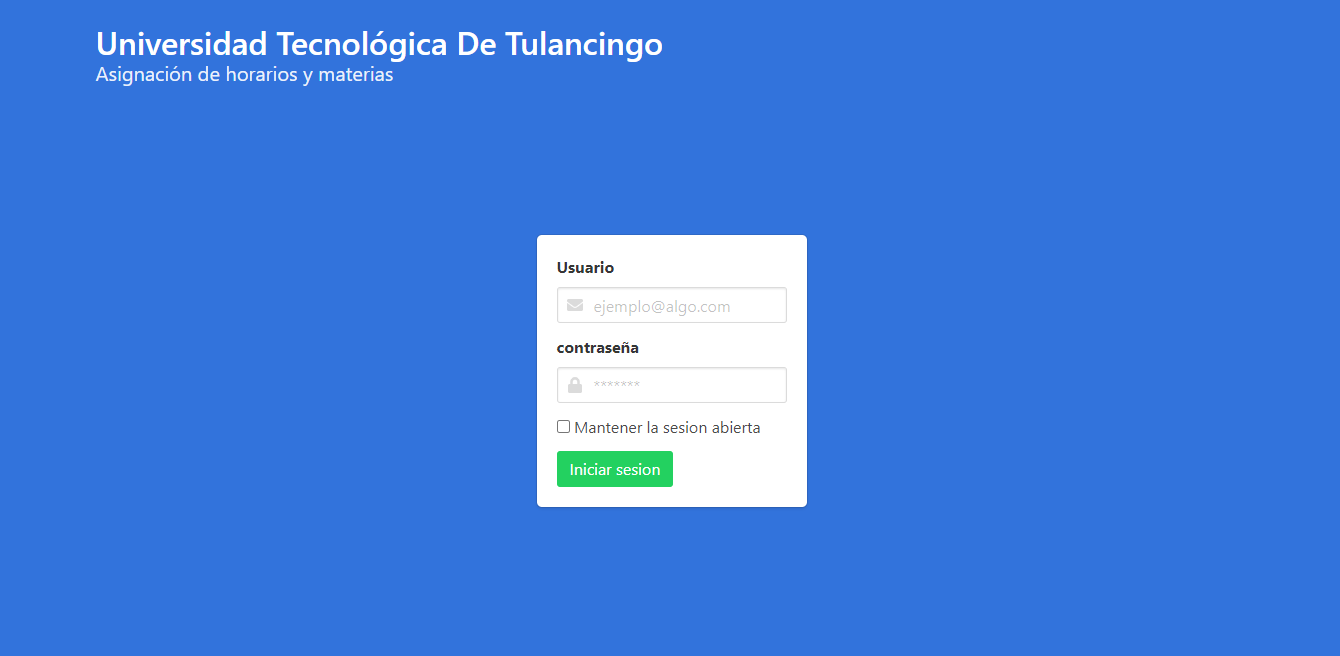 Universidad Tecnológica De Tulancingo
Asignación de horarios y materias
Usuario
ejemplo@algo.com
contraseña
*******
Mantener la sesion abierta
Iniciar sesion